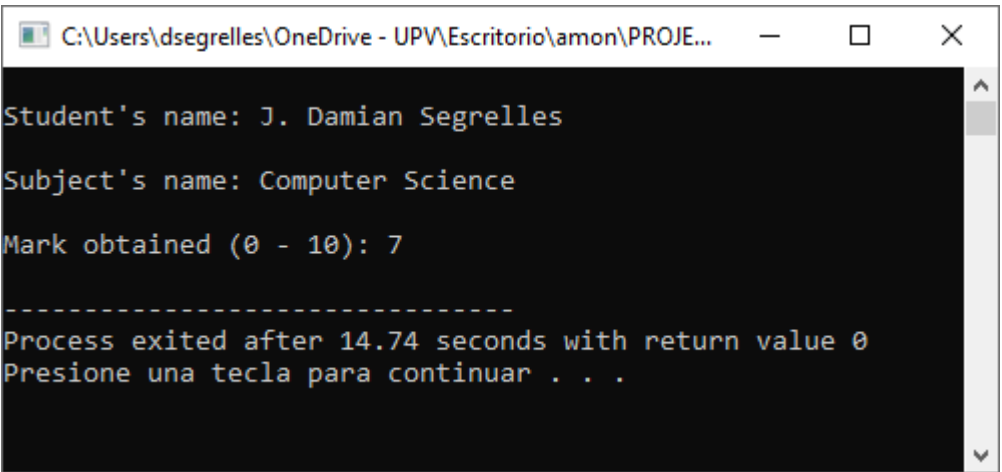 C:\Users\dsegrelles\OneDrive - UPV\Escritorio\amon\PROJE...
Student's name: J. Damian Segrelles
Subject's name: Computer Science
Mark obtained (0 - 10): 7
--------------------------------
Process exited after 14.74 seconds with return value 0
Presione una tecla para continuar . . .